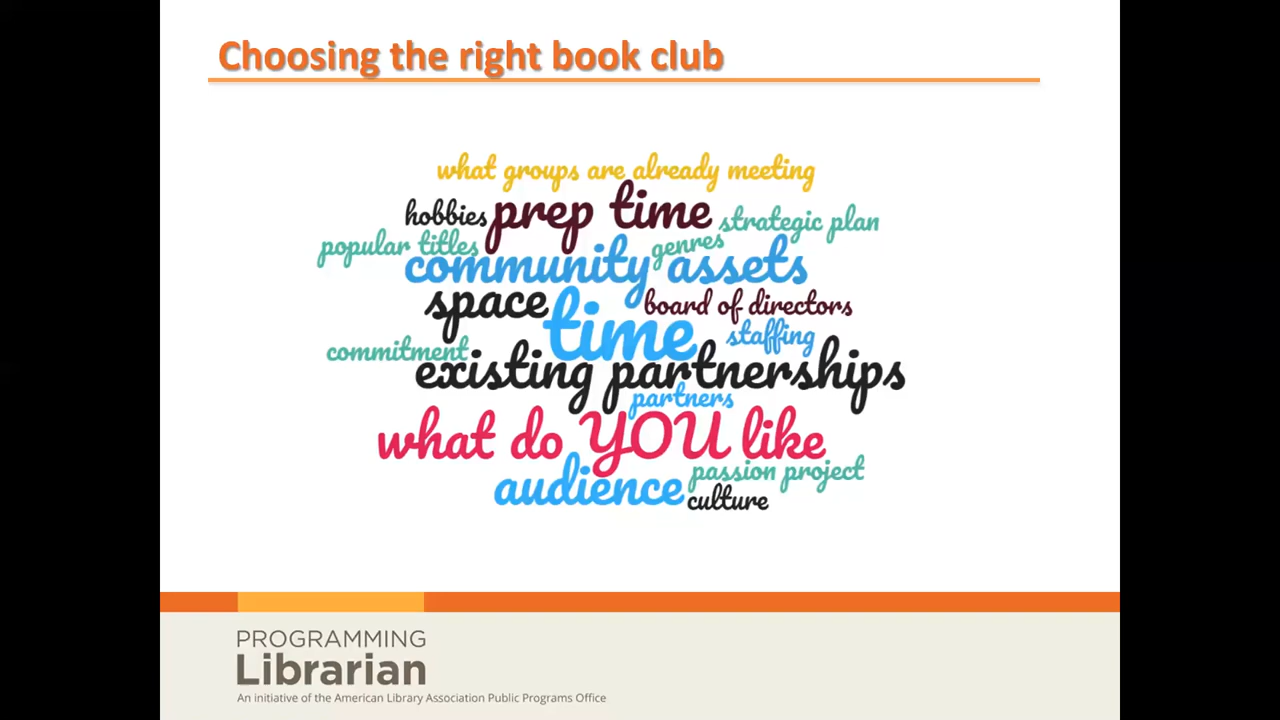 Choosing the right book club
what groups are already meeting
hobbies
prep time
strategic plan
popular titles
genres
community assets
space
board of directors
time
staffing
commitment
existing partnerships
partners
what do YOU like
passion project
audience
culture
PROGRAMMING
Librarian
An initiative of the American Library Association Public Programs Office